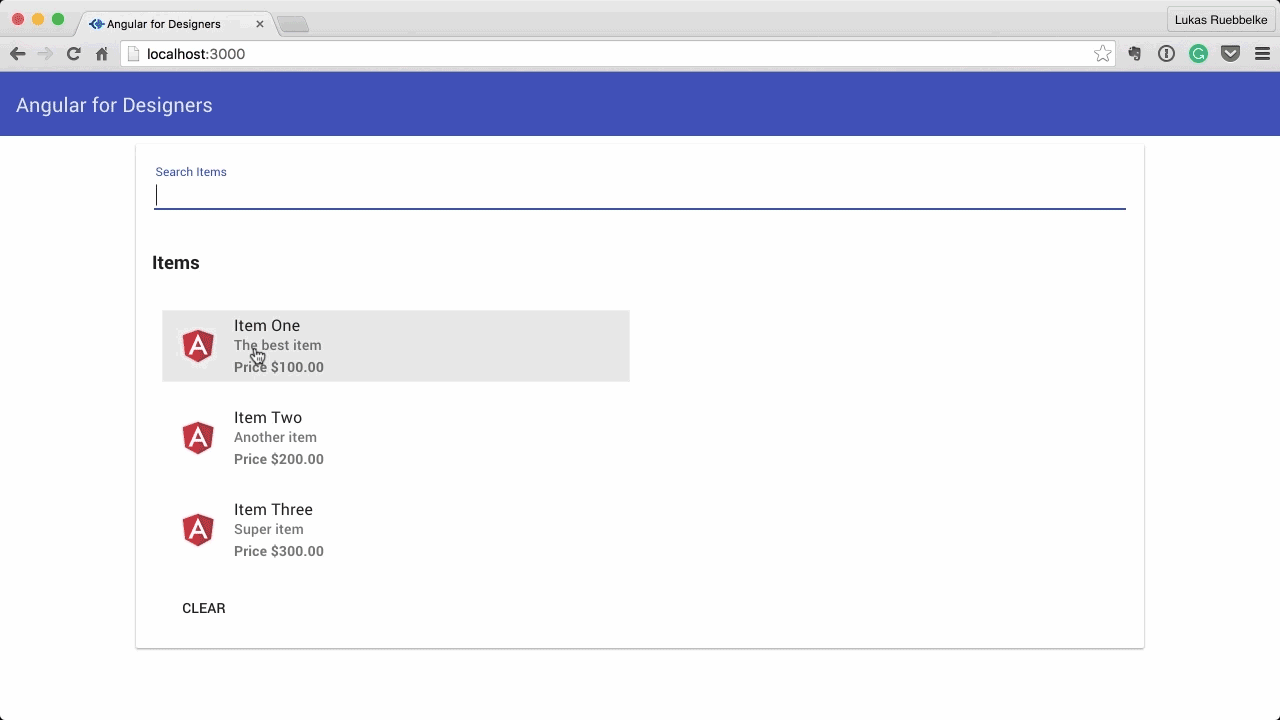 Angular for Designers
Lukas Ruebbelke
localhost:3000
Angular for Designers
Search Items
Items
Item One
The best item
Price $100.00
Item Two
Another item
Price $200.00
Item Three
Super item
Price $300.00
CLEAR